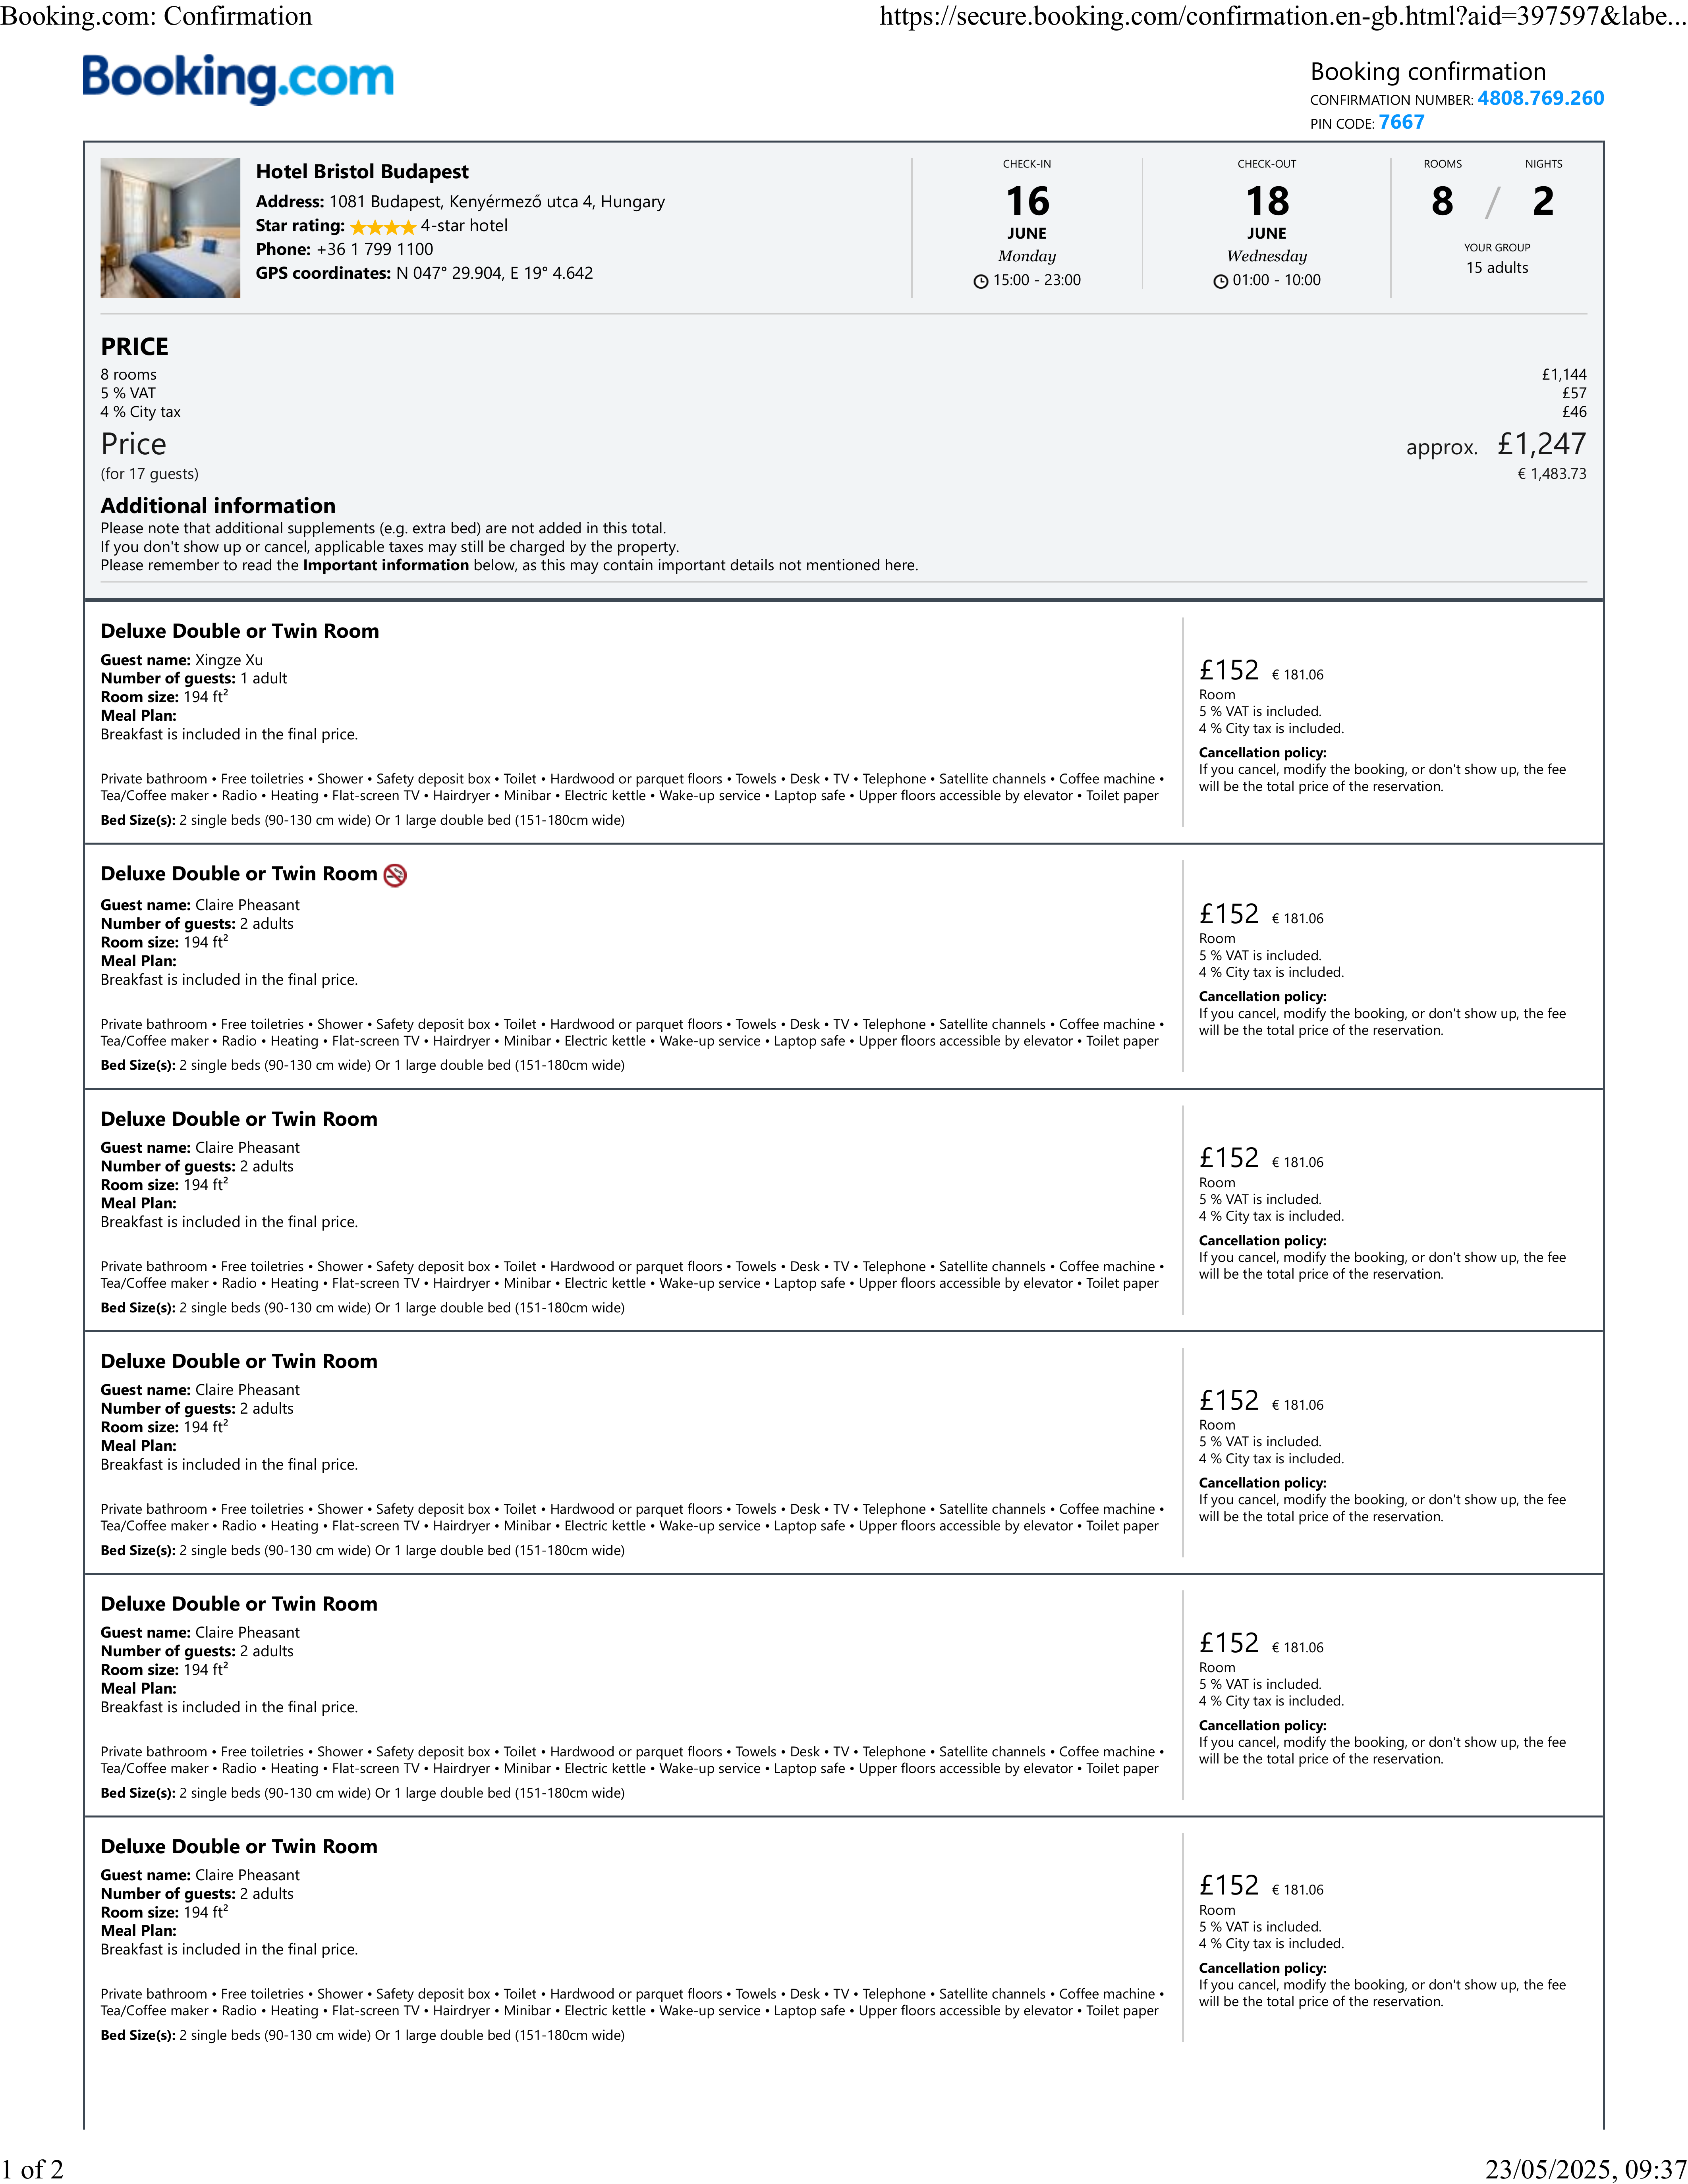 Booking.com: Confirmation
https://secure.booking.com/confirmation.en-gb.html?aid=397597&labe...
Booking.com
Booking confirmation
CONFIRMATION NUMBER: 4808.769.260
PIN CODE: 7667
Hotel Bristol Budapest
Address: 1081 Budapest, Kenyérmező utca 4, Hungary
Star rating: 4-star hotel
Phone: +36 1 799 1100
GPS coordinates: N 047° 29.904, E 19° 4.642
CHECK-IN
16
JUNE
Monday
15:00 - 23:00
CHECK-OUT
18
JUNE
Wednesday
01:00 - 10:00
ROOMS NIGHTS
8 / 2
YOUR GROUP
15 adults
PRICE
8 rooms £1,144
5 % VAT £57
4 % City tax £46
Price approx. £1,247
(for 17 guests) € 1,483.73
Additional information
Please note that additional supplements (e.g. extra bed) are not added in this total.
If you don't show up or cancel, applicable taxes may still be charged by the property.
Please remember to read the Important information below, as this may contain important details not mentioned here.
Deluxe Double or Twin Room
Guest name: Xingze Xu
Number of guests: 1 adult
Room size: 194 ft²
Meal Plan:
Breakfast is included in the final price.
Private bathroom • Free toiletries • Shower • Safety deposit box • Toilet • Hardwood or parquet floors • Towels • Desk • TV • Telephone • Satellite channels • Coffee machine •
Tea/Coffee maker • Radio • Heating • Flat-screen TV • Hairdryer • Minibar • Electric kettle • Wake-up service • Laptop safe • Upper floors accessible by elevator • Toilet paper
Bed Size(s): 2 single beds (90-130 cm wide) Or 1 large double bed (151-180cm wide)
£152 € 181.06
Room
5 % VAT is included.
4 % City tax is included.
Cancellation policy:
If you cancel, modify the booking, or don't show up, the fee
will be the total price of the reservation.
Deluxe Double or Twin Room
Guest name: Claire Pheasant
Number of guests: 2 adults
Room size: 194 ft²
Meal Plan:
Breakfast is included in the final price.
Private bathroom • Free toiletries • Shower • Safety deposit box • Toilet • Hardwood or parquet floors • Towels • Desk • TV • Telephone • Satellite channels • Coffee machine •
Tea/Coffee maker • Radio • Heating • Flat-screen TV • Hairdryer • Minibar • Electric kettle • Wake-up service • Laptop safe • Upper floors accessible by elevator • Toilet paper
Bed Size(s): 2 single beds (90-130 cm wide) Or 1 large double bed (151-180cm wide)
£152 € 181.06
Room
5 % VAT is included.
4 % City tax is included.
Cancellation policy:
If you cancel, modify the booking, or don't show up, the fee
will be the total price of the reservation.
Deluxe Double or Twin Room
Guest name: Claire Pheasant
Number of guests: 2 adults
Room size: 194 ft²
Meal Plan:
Breakfast is included in the final price.
Private bathroom • Free toiletries • Shower • Safety deposit box • Toilet • Hardwood or parquet floors • Towels • Desk • TV • Telephone • Satellite channels • Coffee machine •
Tea/Coffee maker • Radio • Heating • Flat-screen TV • Hairdryer • Minibar • Electric kettle • Wake-up service • Laptop safe • Upper floors accessible by elevator • Toilet paper
Bed Size(s): 2 single beds (90-130 cm wide) Or 1 large double bed (151-180cm wide)
£152 € 181.06
Room
5 % VAT is included.
4 % City tax is included.
Cancellation policy:
If you cancel, modify the booking, or don't show up, the fee
will be the total price of the reservation.
Deluxe Double or Twin Room
Guest name: Claire Pheasant
Number of guests: 2 adults
Room size: 194 ft²
Meal Plan:
Breakfast is included in the final price.
Private bathroom • Free toiletries • Shower • Safety deposit box • Toilet • Hardwood or parquet floors • Towels • Desk • TV • Telephone • Satellite channels • Coffee machine •
Tea/Coffee maker • Radio • Heating • Flat-screen TV • Hairdryer • Minibar • Electric kettle • Wake-up service • Laptop safe • Upper floors accessible by elevator • Toilet paper
Bed Size(s): 2 single beds (90-130 cm wide) Or 1 large double bed (151-180cm wide)
£152 € 181.06
Room
5 % VAT is included.
4 % City tax is included.
Cancellation policy:
If you cancel, modify the booking, or don't show up, the fee
will be the total price of the reservation.
Deluxe Double or Twin Room
Guest name: Claire Pheasant
Number of guests: 2 adults
Room size: 194 ft²
Meal Plan:
Breakfast is included in the final price.
Private bathroom • Free toiletries • Shower • Safety deposit box • Toilet • Hardwood or parquet floors • Towels • Desk • TV • Telephone • Satellite channels • Coffee machine •
Tea/Coffee maker • Radio • Heating • Flat-screen TV • Hairdryer • Minibar • Electric kettle • Wake-up service • Laptop safe • Upper floors accessible by elevator • Toilet paper
Bed Size(s): 2 single beds (90-130 cm wide) Or 1 large double bed (151-180cm wide)
£152 € 181.06
Room
5 % VAT is included.
4 % City tax is included.
Cancellation policy:
If you cancel, modify the booking, or don't show up, the fee
will be the total price of the reservation.
Deluxe Double or Twin Room
Guest name: Claire Pheasant
Number of guests: 2 adults
Room size: 194 ft²
Meal Plan:
Breakfast is included in the final price.
Private bathroom • Free toiletries • Shower • Safety deposit box • Toilet • Hardwood or parquet floors • Towels • Desk • TV • Telephone • Satellite channels • Coffee machine •
Tea/Coffee maker • Radio • Heating • Flat-screen TV • Hairdryer • Minibar • Electric kettle • Wake-up service • Laptop safe • Upper floors accessible by elevator • Toilet paper
Bed Size(s): 2 single beds (90-130 cm wide) Or 1 large double bed (151-180cm wide)
£152 € 181.06
Room
5 % VAT is included.
4 % City tax is included.
Cancellation policy:
If you cancel, modify the booking, or don't show up, the fee
will be the total price of the reservation.
1 of 2
23/05/2025, 09:37